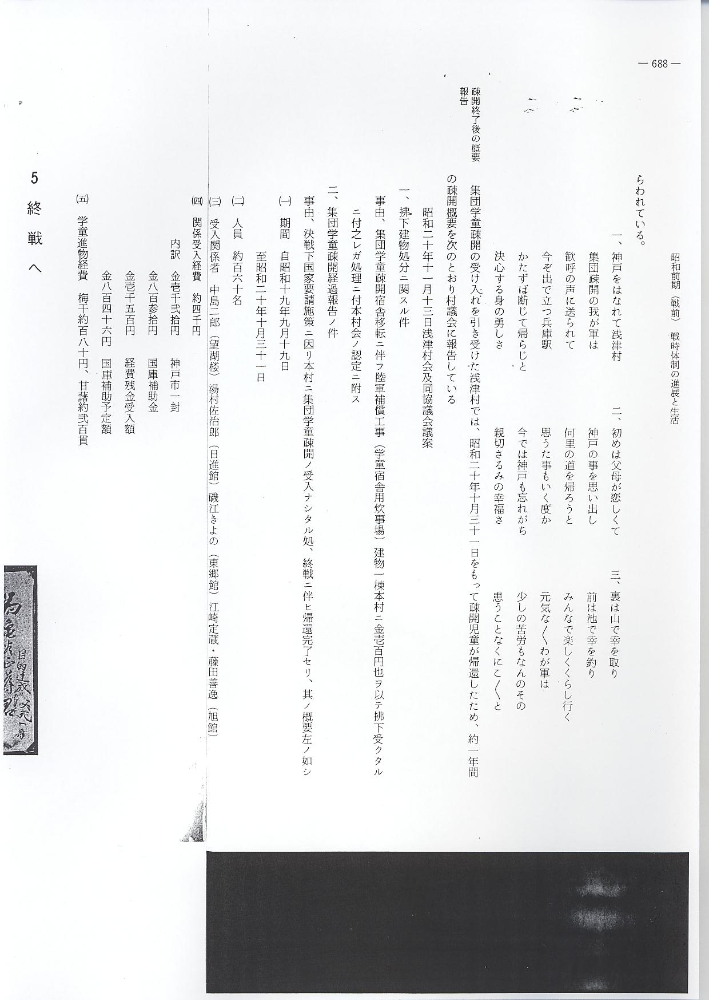 ― 688 ―
昭和前期（戦前）　戦時体制の進展と生活
らわれている。
一、神戸をはなれて浅津村
集団疎開の我が軍は
歓呼の声に送られて
今ぞ出で立つ兵庫駅
かたずば断じて帰らじと
決心する身の勇しさ
二、初めは父母が恋しくて
神戸の事を思い出し
何里の道を帰ろうと
思うた事もいく度か
今では神戸も忘れがち
親切さるみの幸福さ
三、裏は山で幸を取り
前は池で幸を釣り
みんなで楽しくくらし行く
元気な〱わが軍は
少しの苦労もなんのその
患うことなくにこ〱と
疎開終了後の概要
報告
集団学童疎開の受け入れを引き受けた浅津村では、昭和二十年十月三十一日をもって疎開児童が帰還したため、約一年間
の疎開概要を次のとおり村議会に報告している
昭和二十年十一月十三日浅津村会及同協議会議案
一、拂下建物処分ニ関スル件
事由、集団学童疎開宿舎移転ニ伴フ陸軍補償工事（学童宿舎用炊事場）建物一棟本村ニ金壱百円也ヲ以テ拂下受クタル
ニ付之レガ処理ニ付本村会ノ認定ニ附ス
二、集団学童疎開経過報告ノ件
事由、決戦下国家要請施策ニ因リ本村ニ集団学童疎開ノ受入ナシタル処、終戦ニ伴ヒ帰還完了セリ、其ノ概要左ノ如シ
㈠　期間　自昭和十九年九月十九日
至昭和二十年十月三十一日
㈡　人員　約百六十名
㈢　受入関係者　中島二郎（望湖楼）湯村佐治郎（日進館）磯江きよの（東郷館）江崎定蔵・藤田善逸（旭館）
㈣　関係受入経費　約四千円
内訳　金壱千弐拾円　神戸市一封
金八百参拾円　国庫補助金
金壱千五百円　経費残金受入額
金八百四十六円　国庫補助予定額
㈤　学童進物経費　梅干約百八十円、甘藷約弐百貫
5　終戦へ
目的達成